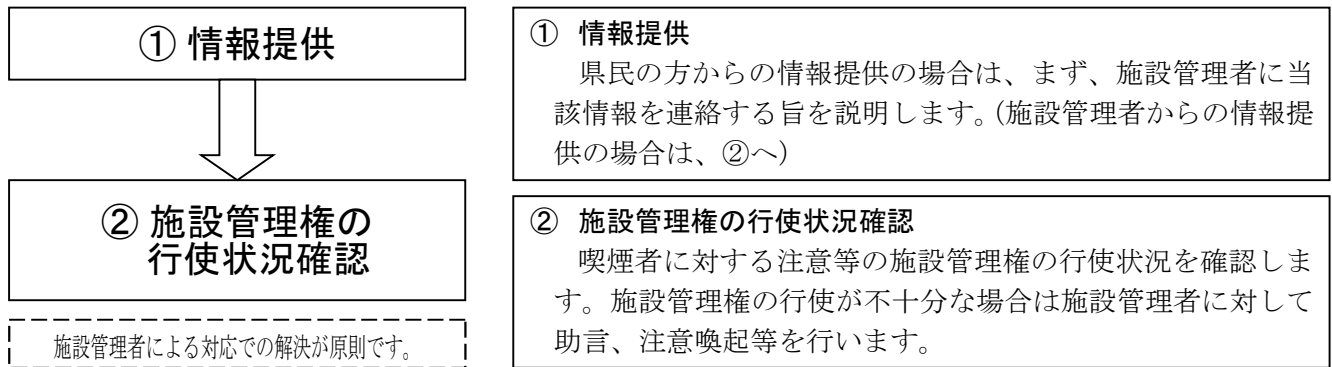 ① 情報提供
② 施設管理権の
行使状況確認
施設管理者による対応での解決が原則です。
① 情報提供
県民の方からの情報提供の場合は、まず、施設管理者に当
該情報を連絡する旨を説明します。(施設管理者からの情報提
供の場合は、②へ)
② 施設管理権の行使状況確認
喫煙者に対する注意等の施設管理権の行使状況を確認しま
す。施設管理権の行使が不十分な場合は施設管理者に対して
助言、注意喚起等を行います。